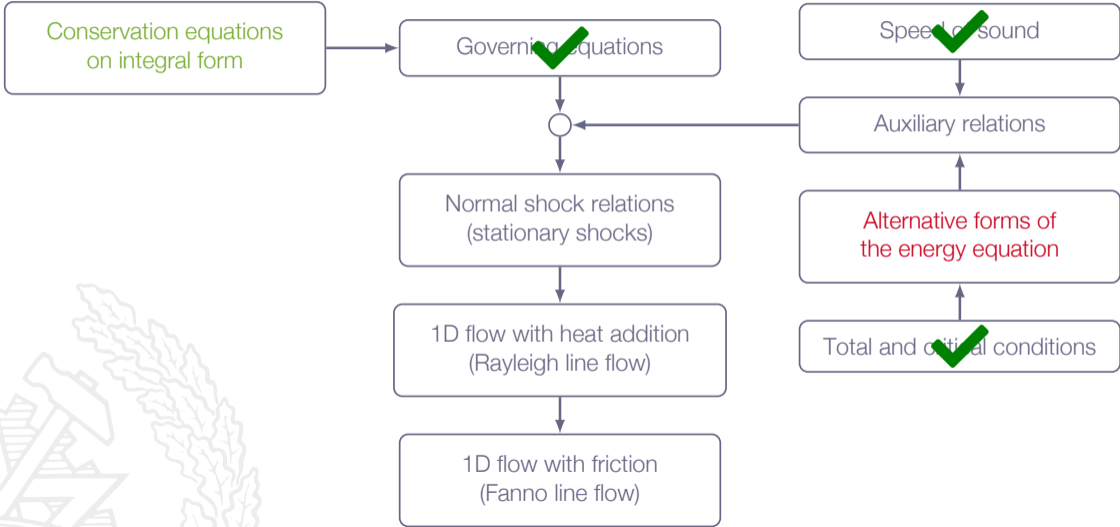 Conservation equations
on integral form
Governing equations
Speed of sound
Auxiliary relations
Normal shock relations
(stationary shocks)
Alternative forms of
the energy equation
1D flow with heat addition
(Rayleigh line flow)
Total and critical conditions
1D flow with friction
(Fanno line flow)